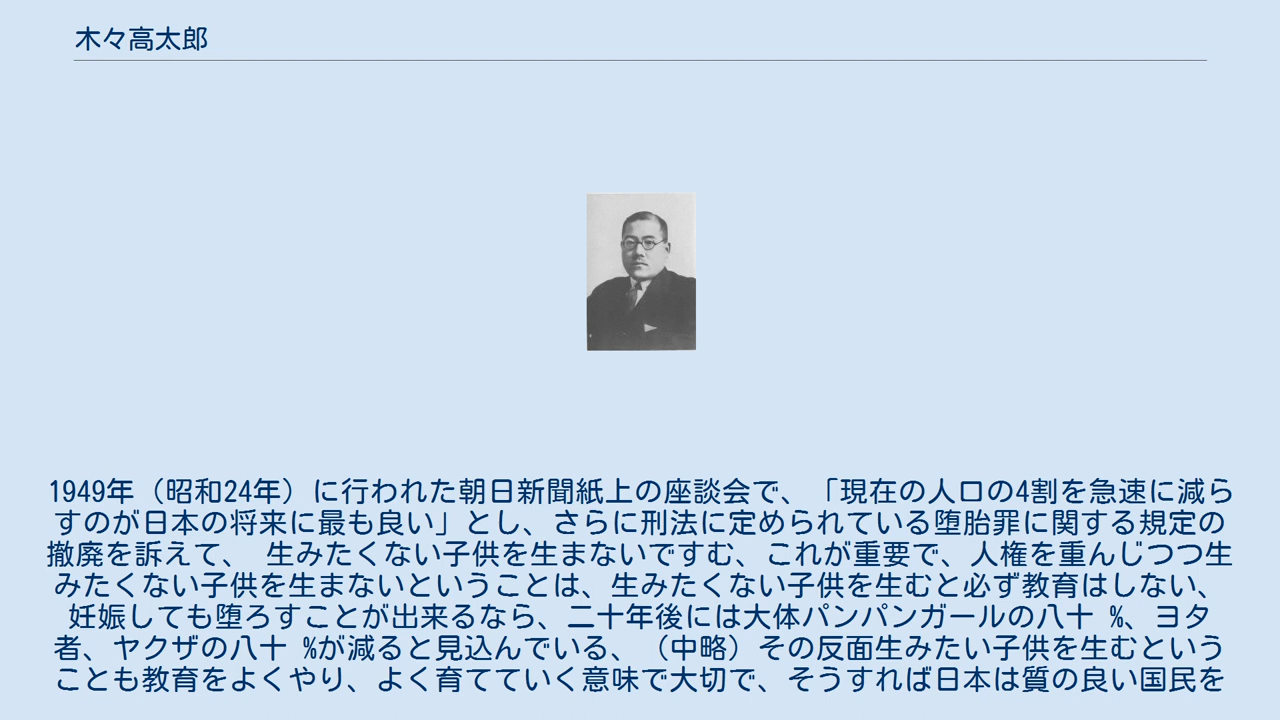 木々高太郎
1949年（昭和24年）に行われた朝日新聞紙上の座談会で、「現在の人口の4割を急速に減ら
すのが日本の将来に最も良い」とし、さらに刑法に定められている堕胎罪に関する規定の
撤廃を訴えて、 生みたくない子供を生まないですむ、これが重要で、人権を重んじつつ生
みたくない子供を生まないということは、生みたくない子供を生むと必ず教育はしない、
妊娠しても堕ろすことが出来るなら、二十年後には大体パンパンガールの八十 %、ヨタ
者、ヤクザの八十 %が減ると見込んでいる、（中略）その反面生みたい子供を生むという
ことも教育をよくやり、よく育てていく意味で大切で、そうすれば日本は質の良い国民を